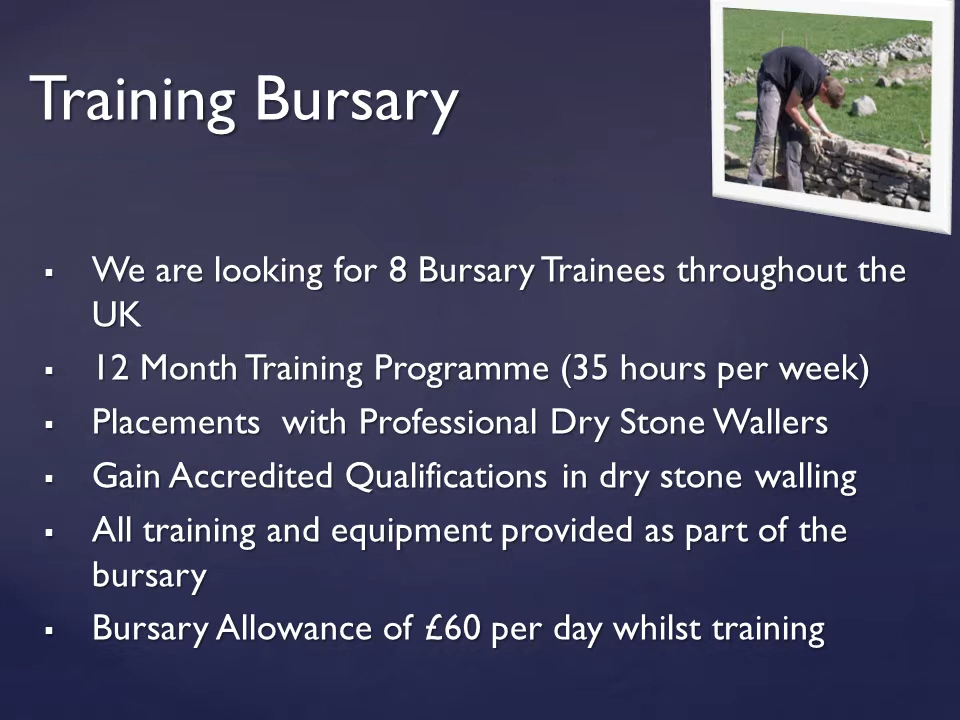 Training Bursary
▪ We are looking for 8 Bursary Trainees throughout the
UK
▪ 12 Month Training Programme (35 hours per week)
▪ Placements  with Professional Dry Stone Wallers
▪ Gain Accredited Qualifications in dry stone walling
▪ All training and equipment provided as part of the
bursary
▪ Bursary Allowance of £60 per day whilst training